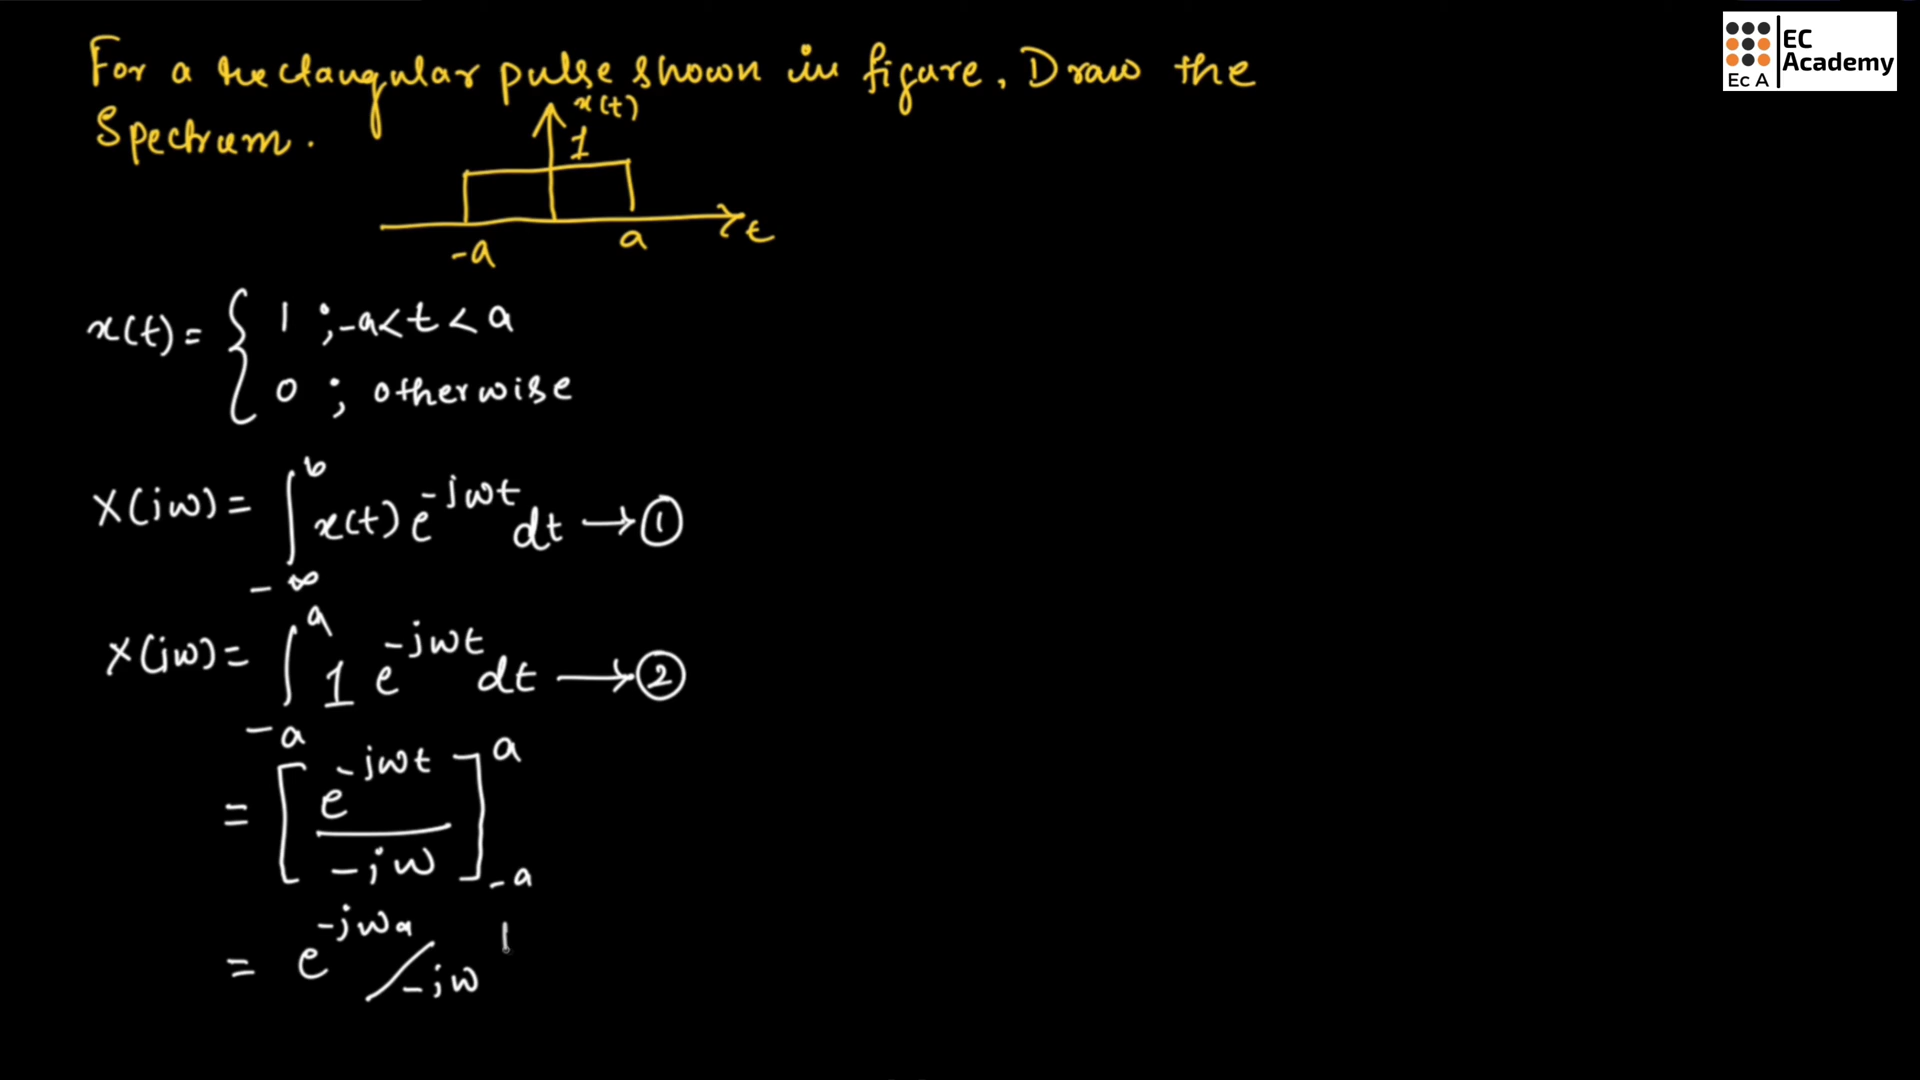 For a rectangular pulse shown in figure, Draw the
Spectrum.
x(t)
1
-a a t
x(t) = { 1 ; -a < t < a
0 ; otherwise
X(jω) = ∫_{-∞}^{b} x(t) e^{-jωt} dt → ①
X(jω) = ∫_{-a}^{a} 1 e^{-jωt} dt → ②
= [ e^{-jωt} / -jω ]_{-a}^{a}
= e^{-jωa} / -jω
EC
Academy
Ec A